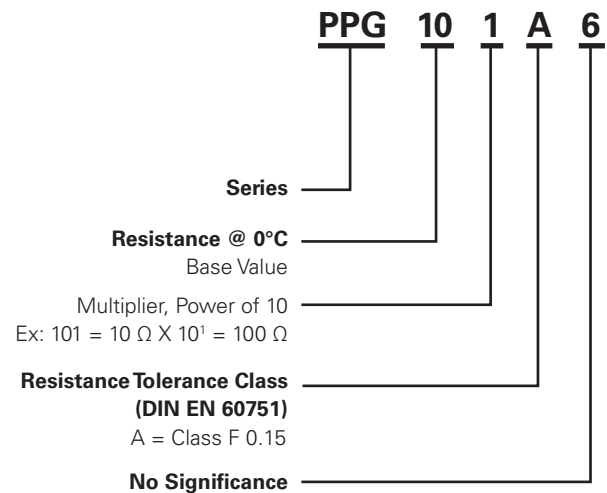 PPG 10 1 A 6
Series
Resistance @ 0°C
Base Value
Multiplier, Power of 10
Ex: 101 = 10 Ω X 10¹ = 100 Ω
Resistance Tolerance Class
(DIN EN 60751)
A = Class F 0.15
No Significance